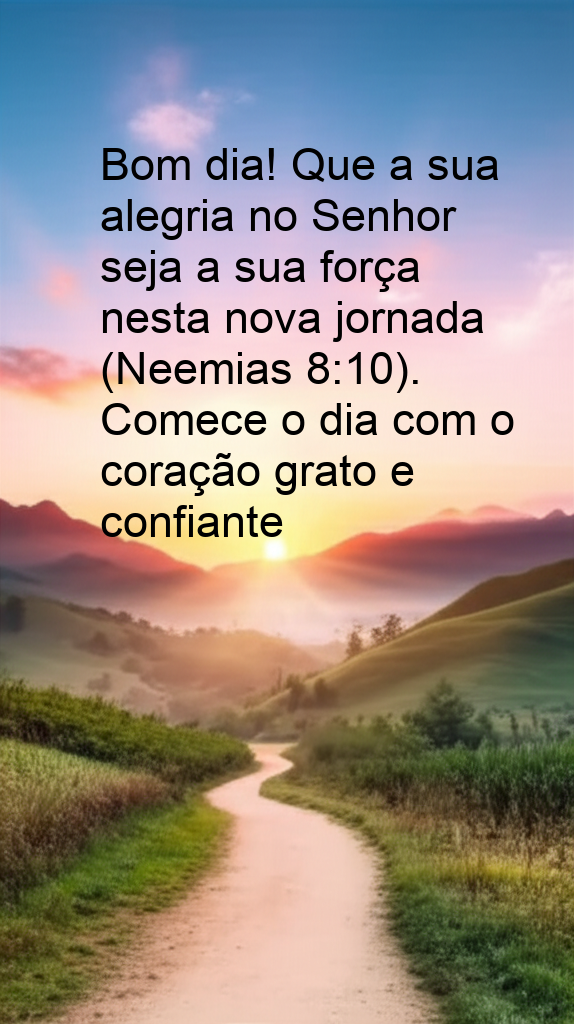 Bom dia! Que a sua
alegria no Senhor
seja a sua força
nesta nova jornada
(Neemias 8:10).
Comece o dia com o
coração grato e
confiante